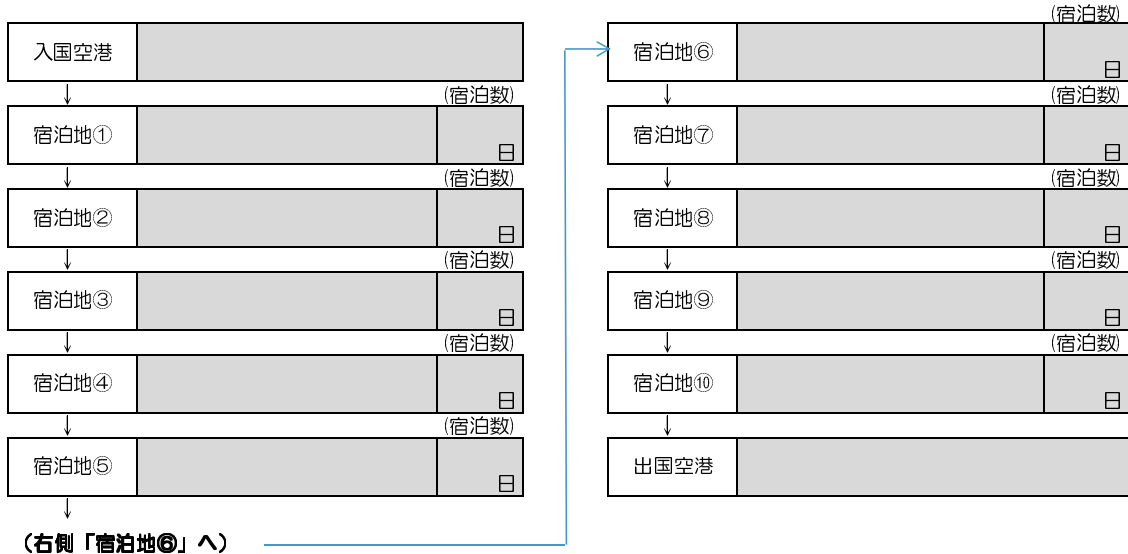 入国空港
(宿泊数)
宿泊地① 日
(宿泊数)
宿泊地② 日
(宿泊数)
宿泊地③ 日
(宿泊数)
宿泊地④ 日
(宿泊数)
宿泊地⑤ 日
(右側「宿泊地⑥」へ)
(宿泊数)
宿泊地⑥ 日
(宿泊数)
宿泊地⑦ 日
(宿泊数)
宿泊地⑧ 日
(宿泊数)
宿泊地⑨ 日
(宿泊数)
宿泊地⑩ 日
出国空港